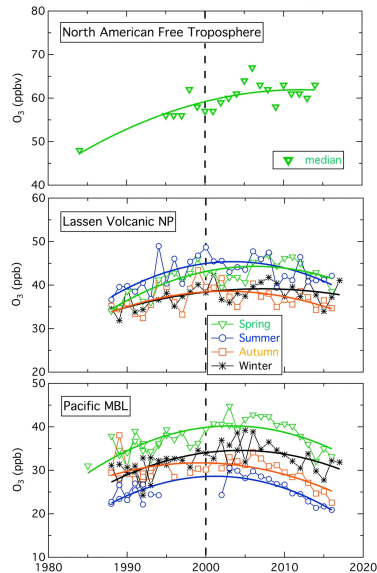 80
North American Free Troposphere
70
O3 (ppbv)
60
50
median
40
60
Lassen Volcanic NP
50
O3 (ppb)
40
30
Spring
Summer
Autumn
Winter
20
50
Pacific MBL
40
O3 (ppb)
30
20
10
1980 1990 2000 2010 2020